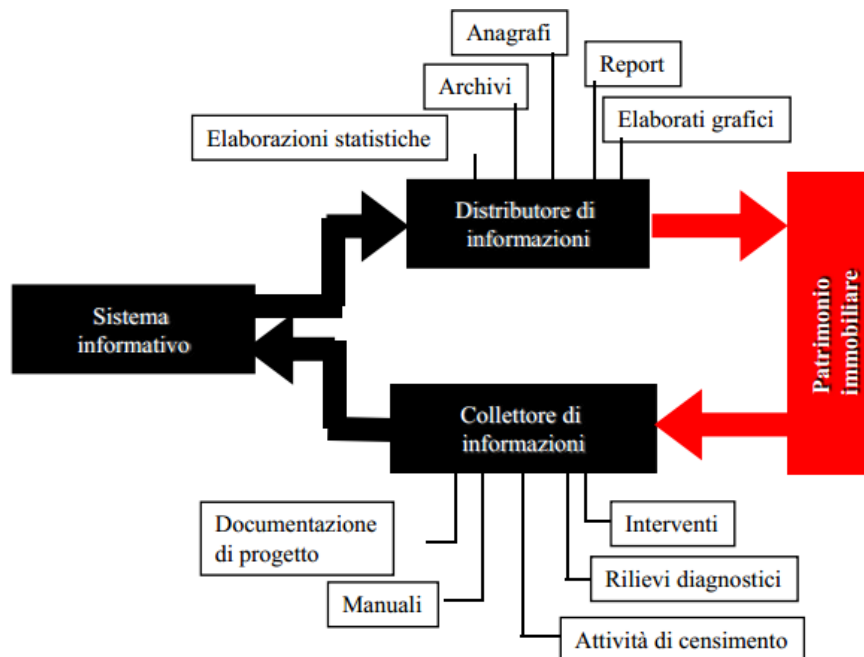 Anagrafi
Report
Archivi
Elaborati grafici
Elaborazioni statistiche
Distributore di
informazioni
Sistema
informativo
Patrimonio
immobiliare
Collettore di
informazioni
Documentazione
di progetto
Interventi
Rilievi diagnostici
Manuali
Attività di censimento